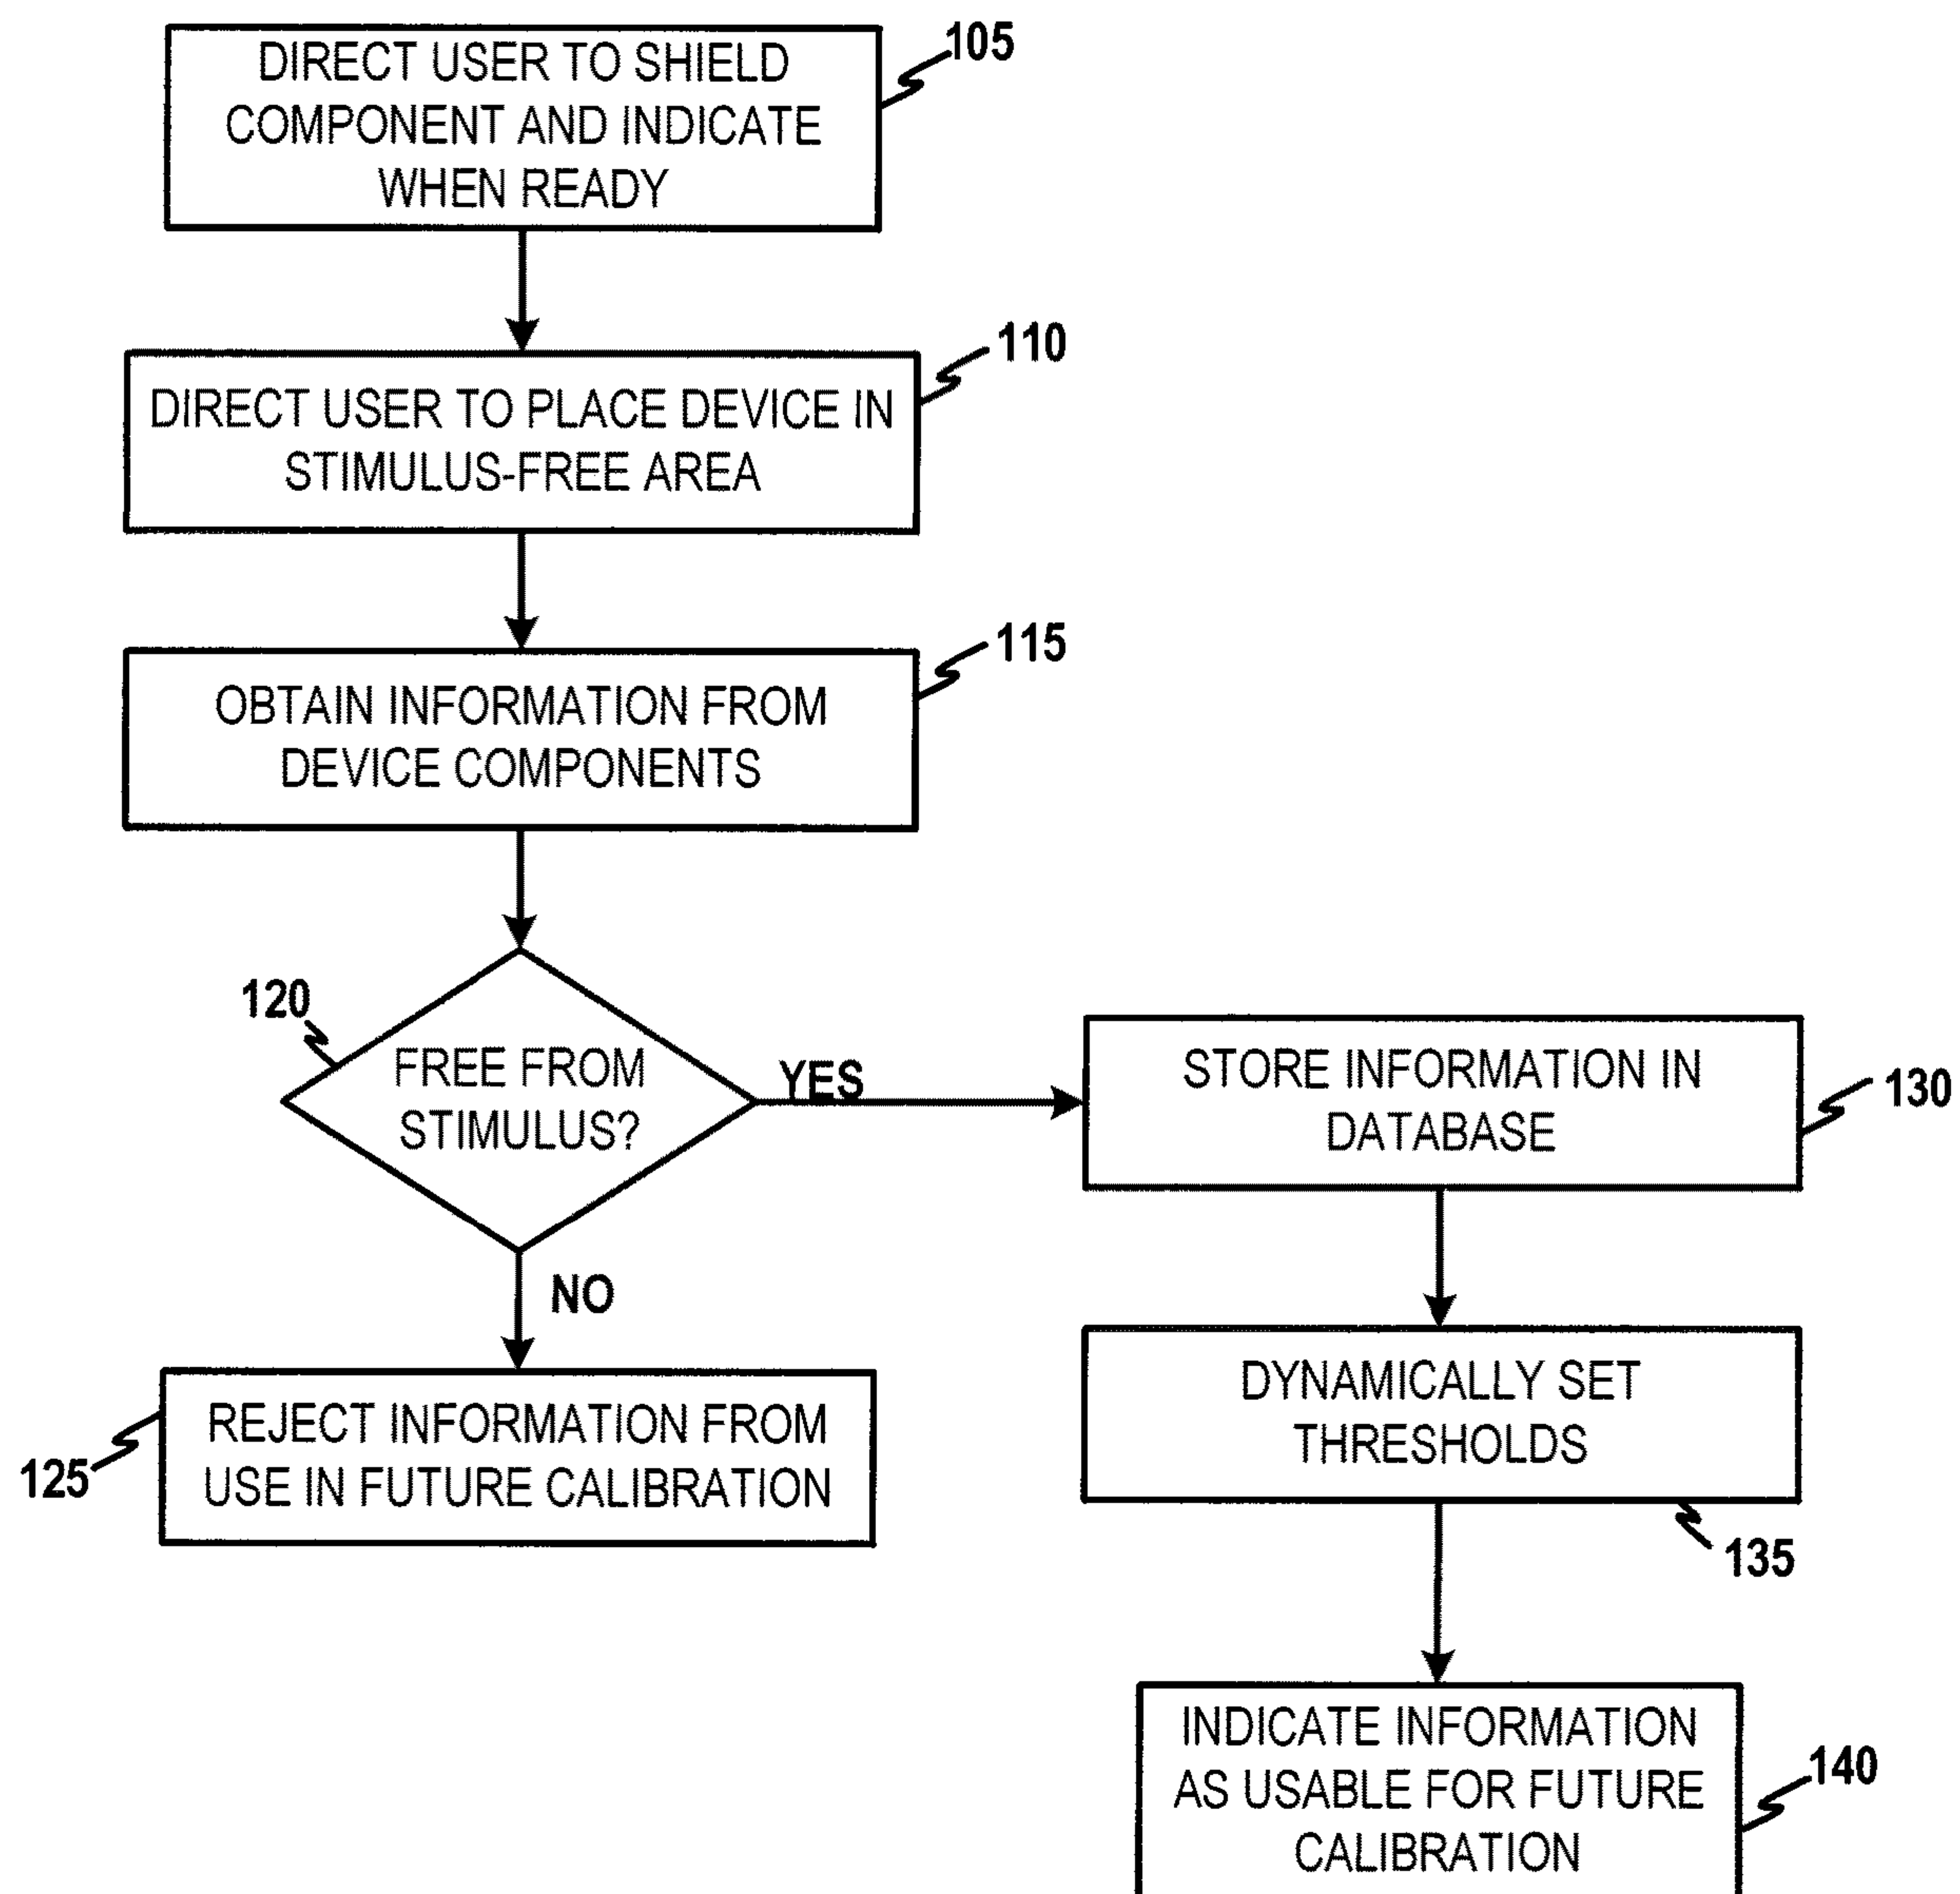 DIRECT USER TO SHIELD
COMPONENT AND INDICATE
WHEN READY
105
DIRECT USER TO PLACE DEVICE IN
STIMULUS-FREE AREA
110
OBTAIN INFORMATION FROM
DEVICE COMPONENTS
115
120
FREE FROM
STIMULUS?
YES
NO
STORE INFORMATION IN
DATABASE
130
REJECT INFORMATION FROM
USE IN FUTURE CALIBRATION
125
DYNAMICALLY SET
THRESHOLDS
135
INDICATE INFORMATION
AS USABLE FOR FUTURE
CALIBRATION
140